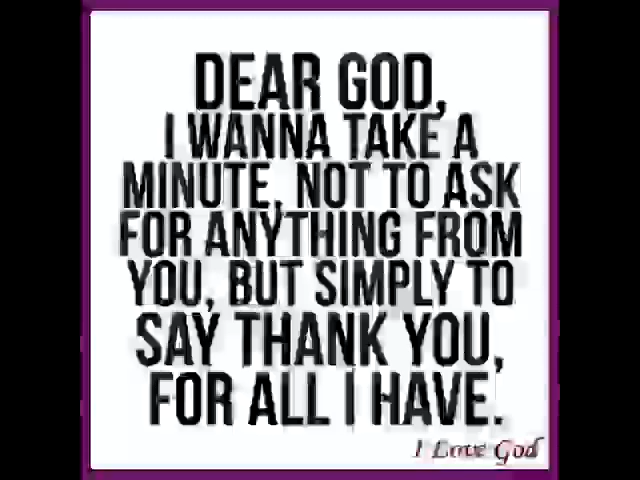 DEAR GOD,
I WANNA TAKE A
MINUTE, NOT TO ASK
FOR ANYTHING FROM
YOU, BUT SIMPLY TO
SAY THANK YOU,
FOR ALL I HAVE.
I Love God